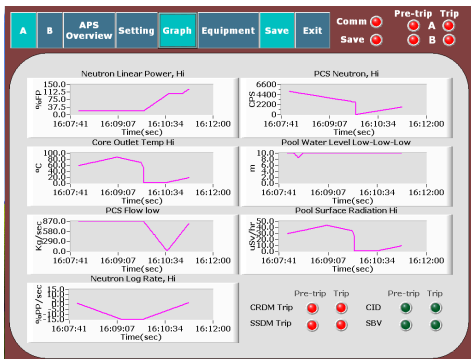 A B APS Overview Setting Graph Equipment Save Exit
Comm
Save
Pre-trip Trip
A
B
Neutron Linear Power, Hi
%FP
150.0
112.5
75.0
37.5
0.0
16:07:41 16:09:07 16:10:34 16:12:00
Time(sec)
PCS Neutron, Hi
CPS
6600
4400
2200
0
16:07:41 16:09:07 16:10:34 16:12:00
Time(sec)
Core Outlet Temp Hi
ºC
100.0
80.0
60.0
40.0
20.0
0.0
16:07:41 16:09:07 16:10:34 16:12:00
Time(sec)
Pool Water Level Low-Low-Low
m
10.0
8.0
6.0
4.0
2.0
0.0
16:07:41 16:09:07 16:10:34 16:12:00
Time(sec)
PCS Flow low
Kg/sec
870.0
580.0
290.0
0.0
16:07:41 16:09:07 16:10:34 16:12:00
Time(sec)
Pool Surface Radiation Hi
uSv/hr
50.0
40.0
30.0
20.0
10.0
0.0
16:07:41 16:09:07 16:10:34 16:12:00
Time(sec)
Neutron Log Rate, Hi
%PP/sec
15.0
10.0
-15.0
16:07:41 16:09:07 16:10:34 16:12:00
Time(sec)
Pre-trip Trip
CRDM Trip
SSDM Trip
Pre-trip Trip
CID
SBV